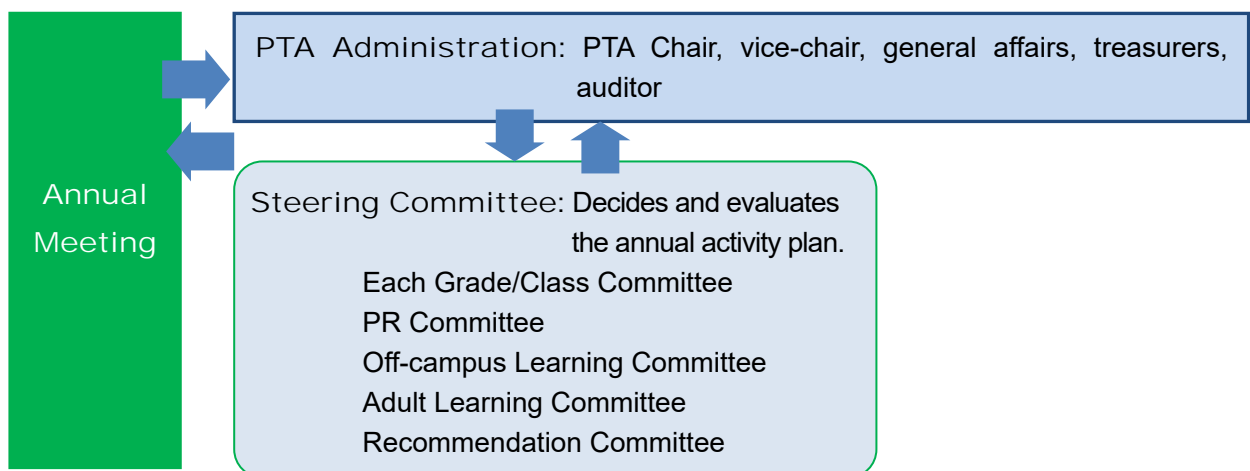 PTA Administration: PTA Chair, vice-chair, general affairs, treasurers,
auditor
Annual
Meeting
Steering Committee: Decides and evaluates
the annual activity plan.
Each Grade/Class Committee
PR Committee
Off-campus Learning Committee
Adult Learning Committee
Recommendation Committee